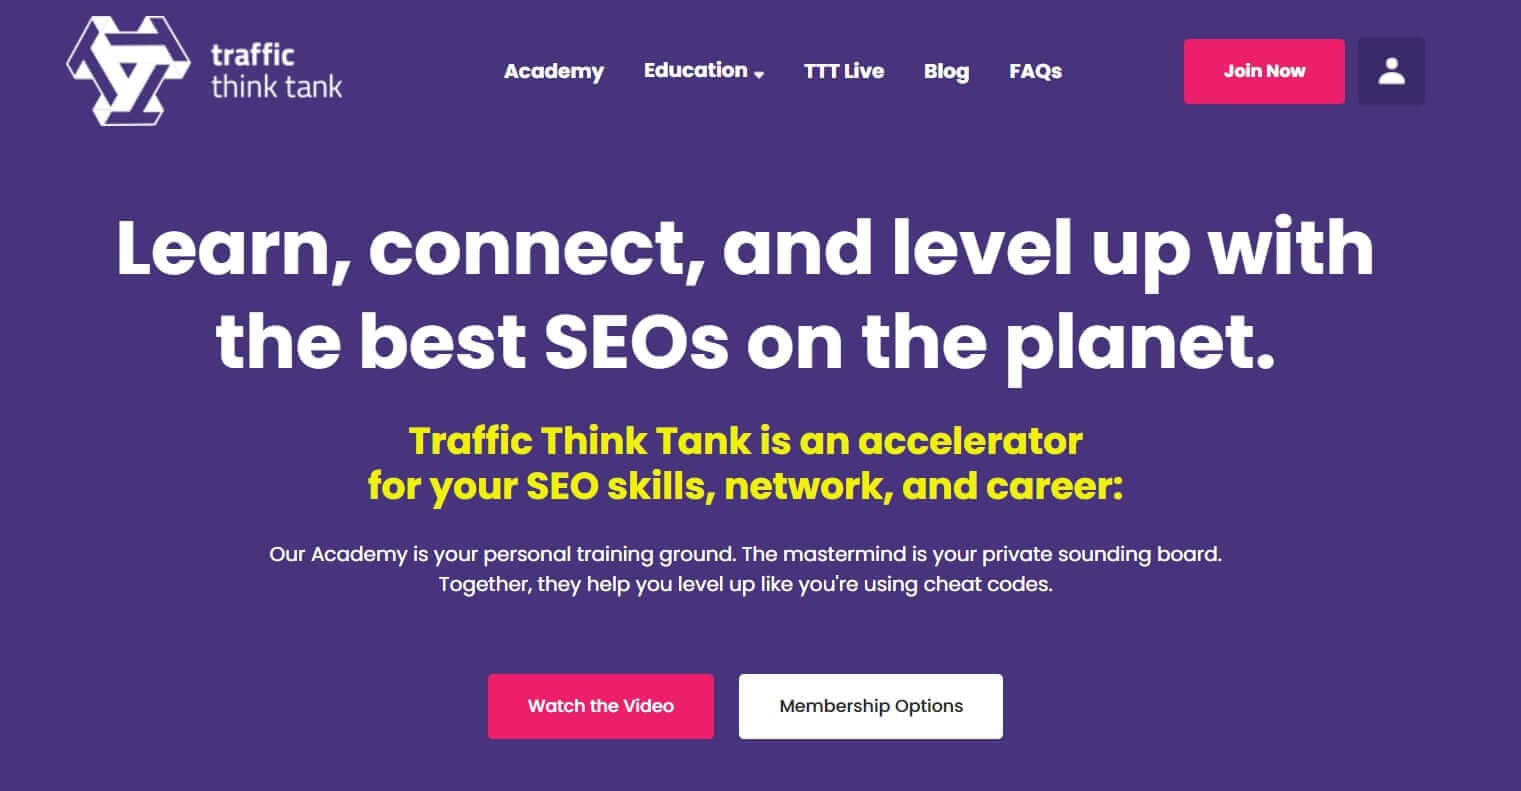 traffic
think tank
Academy
Education
TTT Live
Blog
FAQs
Join Now
Learn, connect, and level up with
the best SEOs on the planet.
Traffic Think Tank is an accelerator
for your SEO skills, network, and career:
Our Academy is your personal training ground. The mastermind is your private sounding board.
Together, they help you level up like you're using cheat codes.
Watch the Video
Membership Options